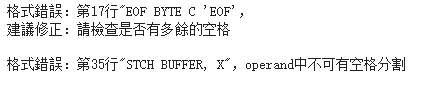 格式錯誤：第17行"EOF BYTE C 'EOF',
建議修正：請檢查是否有多餘的空格
格式錯誤：第35行"STCH BUFFER, X"，operand中不可有空格分割